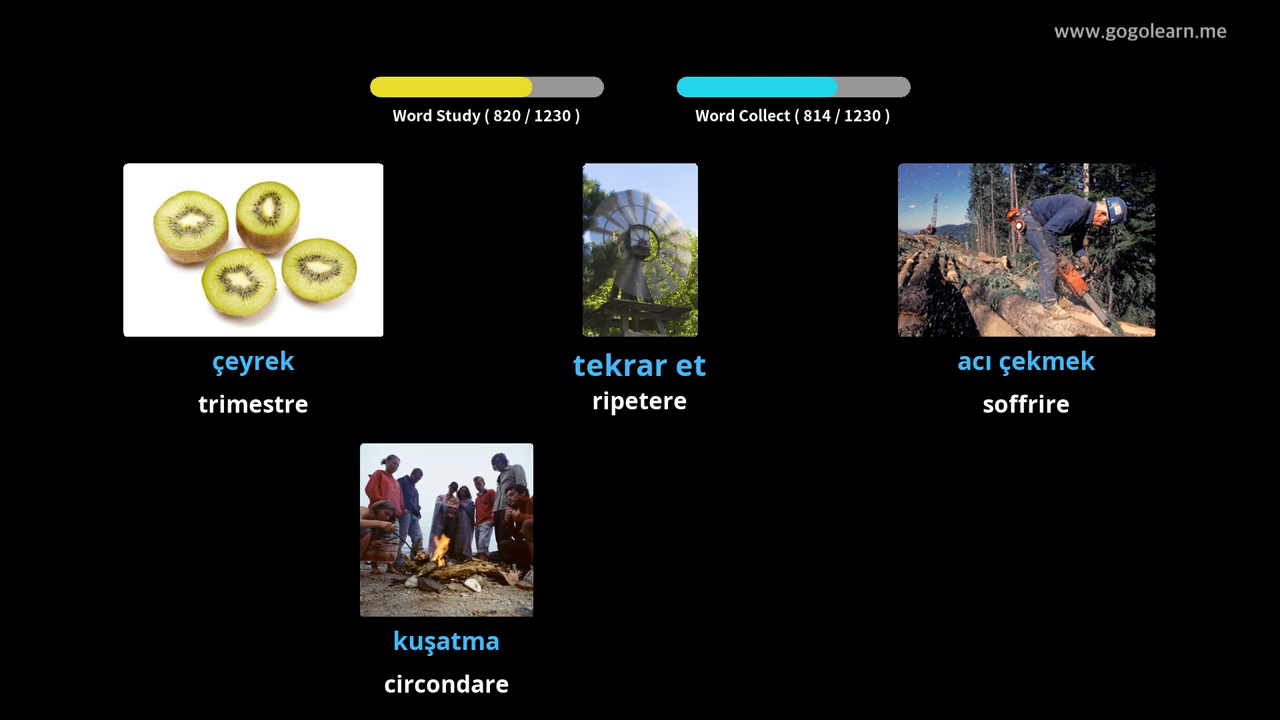 www.gogolearn.me
Word Study ( 820 / 1230 )
Word Collect ( 814 / 1230 )
çeyrek
trimestre
tekrar et
ripetere
acı çekmek
soffrire
kuşatma
circondare